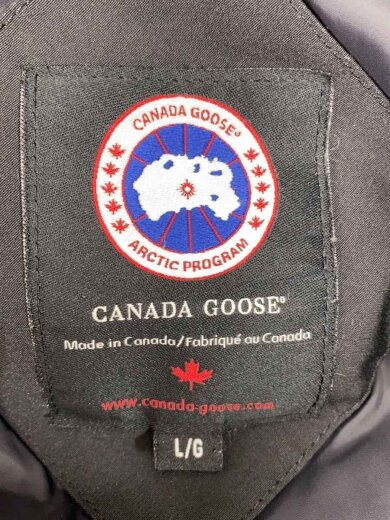 CANADA GOOSE®
ARCTIC PROGRAM
CANADA GOOSE®
Made in Canada/Fabriqué au Canada
www.canada-goose.com
L/G